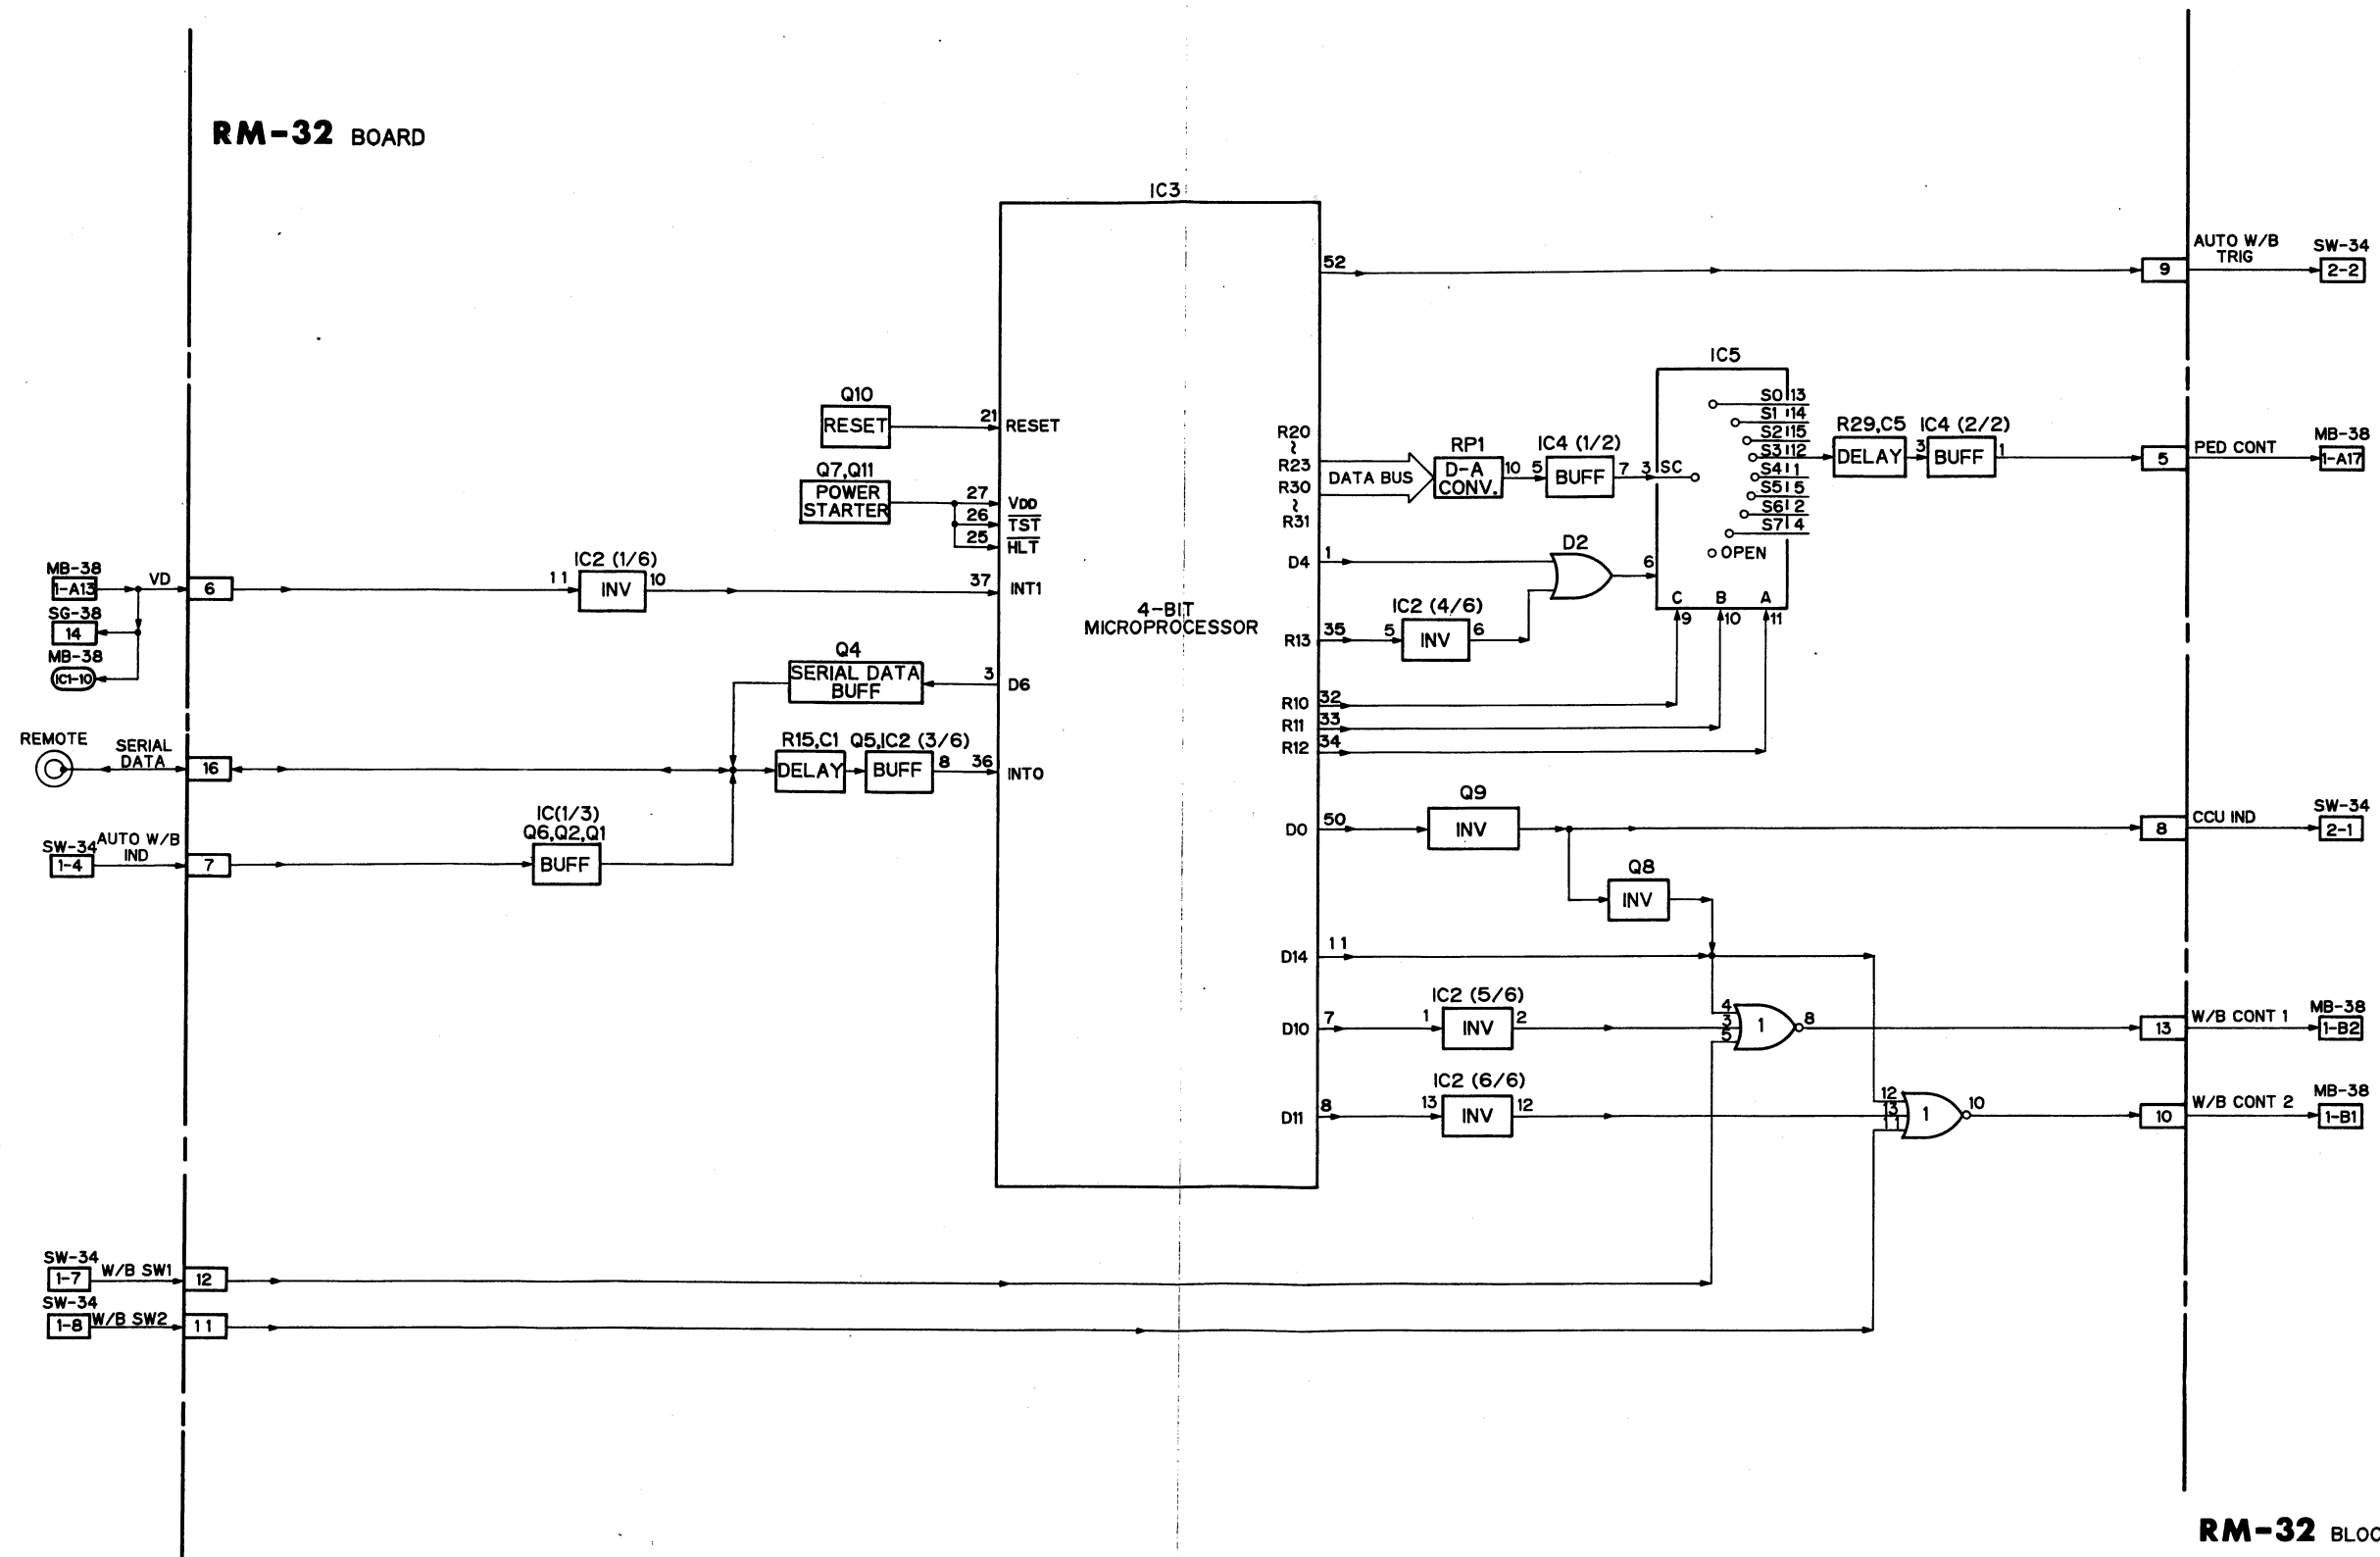 RM-32 BOARD
IC3
52
9
AUTO W/B
TRIG
SW-34
2-2
IC5
S0 13
S1 14
S2 15
S3 12
S4 1
S5 5
S6 2
S7 4
OPEN
SC
C
B
A
9
10
11
6
3
Q10
RESET
21
RESET
Q7,Q11
POWER
STARTER
27
VDD
26
TST
25
HLT
R20
~
R23
R30
~
R31
DATA BUS
RP1
D-A
CONV.
10
5
IC4 (1/2)
BUFF
7
R29,C5
DELAY
3
IC4 (2/2)
BUFF
1
5
PED CONT
MB-38
1-A17
MB-38
1-A13
VD
6
SG-38
14
MB-38
IC1-10
IC2 (1/6)
11
INV
10
37
INT1
4-BIT
MICROPROCESSOR
D4
1
D2
R13
35
5
IC2 (4/6)
INV
6
R10
32
R11
33
R12
34
Q4
SERIAL DATA
BUFF
3
D6
REMOTE
SERIAL
DATA
16
R15,C1
DELAY
Q5,IC2 (3/6)
BUFF
8
36
INT0
SW-34
1-4
AUTO W/B
IND
7
IC(1/3)
Q6,Q2,Q1
BUFF
D0
50
Q9
INV
8
CCU IND
SW-34
2-1
Q8
INV
D14
11
D10
7
1
IC2 (5/6)
INV
2
4
3
5
1
8
13
W/B CONT 1
MB-38
1-B2
D11
8
13
IC2 (6/6)
INV
12
12
13
11
1
10
10
W/B CONT 2
MB-38
1-B1
SW-34
1-7
W/B SW1
12
SW-34
1-8
W/B SW2
11
RM-32 BLOC